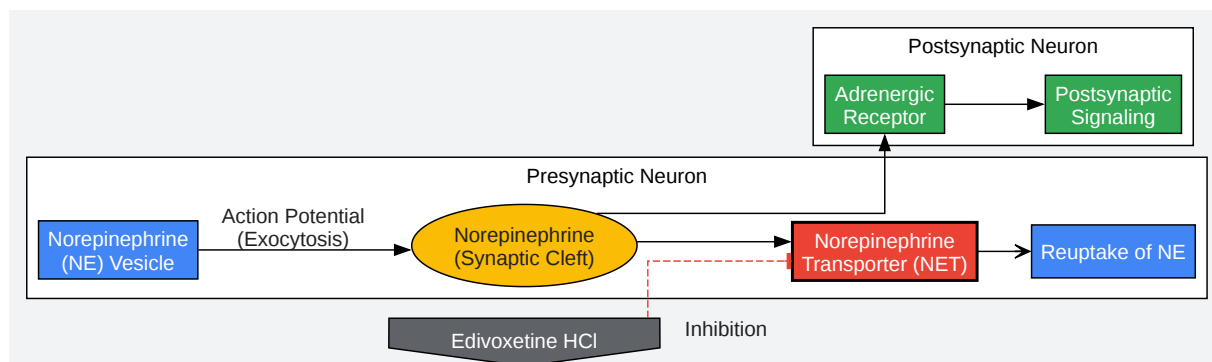 Postsynaptic Neuron
Adrenergic
Receptor
Postsynaptic
Signaling
Presynaptic Neuron
Norepinephrine
(NE) Vesicle
Action Potential
(Exocytosis)
Norepinephrine
(Synaptic Cleft)
Norepinephrine
Transporter (NET)
Reuptake of NE
Edivoxetine HCl
Inhibition